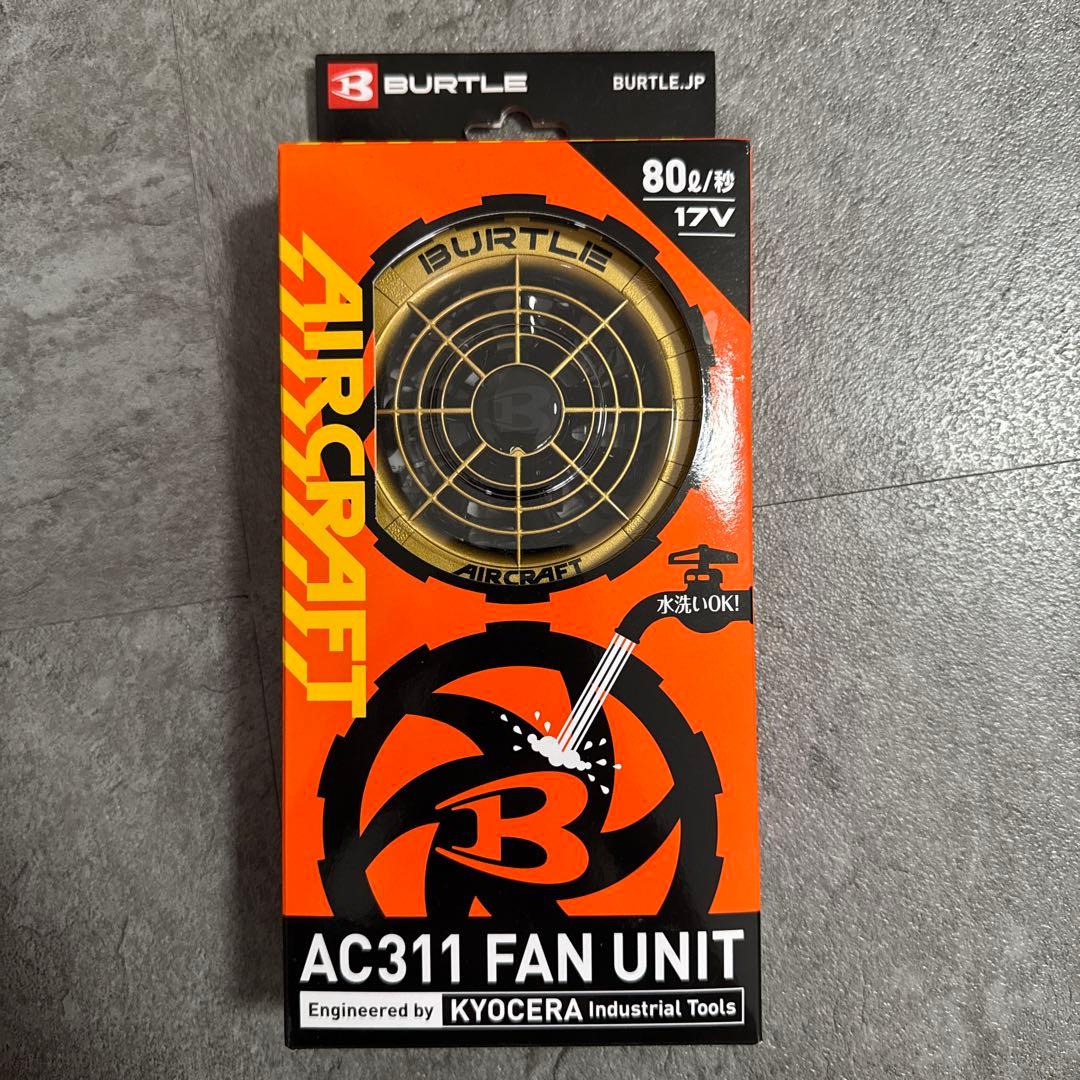 BURTLE
BURTLE.JP
80ℓ/秒
17V
BURTLE
AIRCRAFT
AIRCRAFT
水洗いOK!
B
AC311 FAN UNIT
Engineered by KYOCERA Industrial Tools